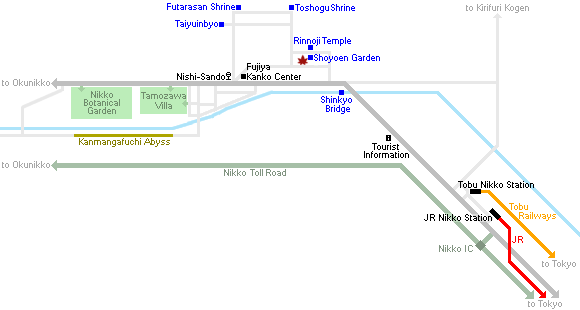 Futarasan Shrine
ToshoguShrine
to Kirifuri Kogen
Taiyuinbyo
Rinnoji Temple
Shoyoen Garden
Fujiya
Kanko Center
Nishi-Sando
to Okunikko
Nikko
Botanical
Garden
Tamozawa
Villa
Shinkyo
Bridge
Kanmangafuchi Abyss
Tourist
Information
to Okunikko
Nikko Toll Road
Tobu Nikko Station
Tobu
Railways
JR Nikko Station
JR
Nikko IC
to Tokyo
to Tokyo